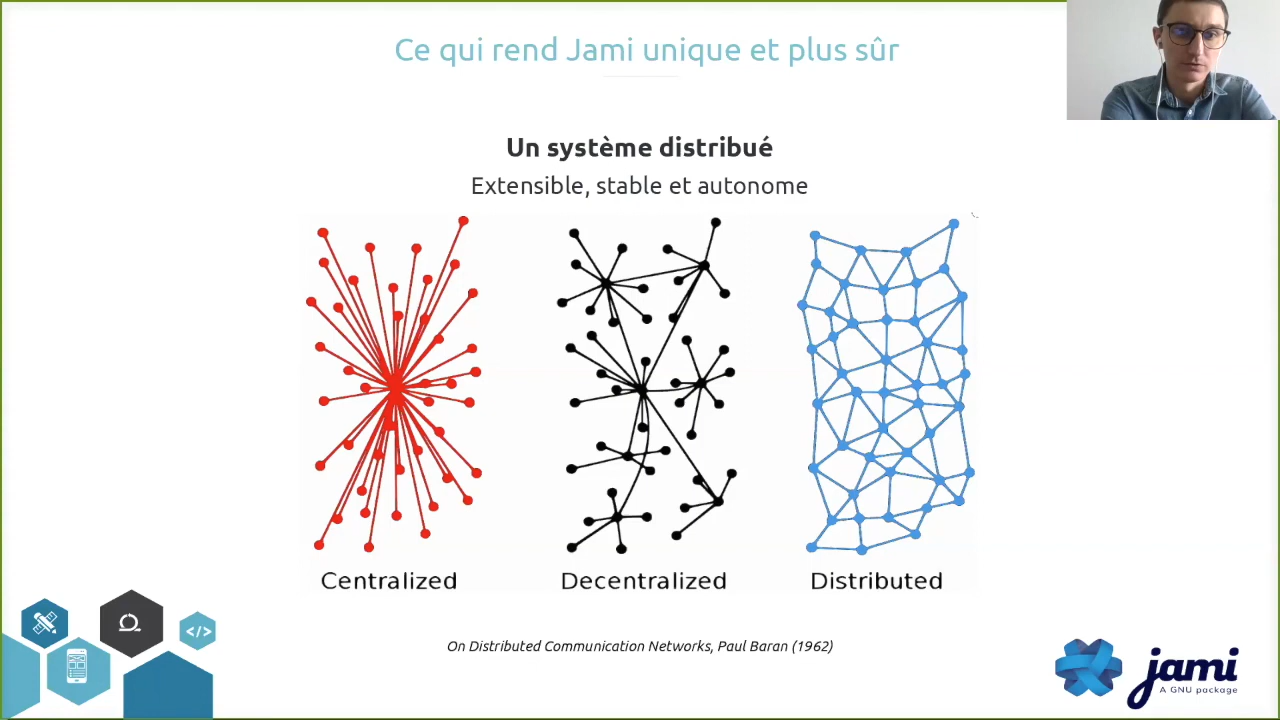 Ce qui rend Jami unique et plus sûr
Un système distribué
Extensible, stable et autonome
Centralized
Decentralized
Distributed
On Distributed Communication Networks, Paul Baran (1962)
</>
jami
A GNU package